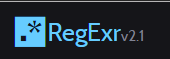 .* RegExr v2.1